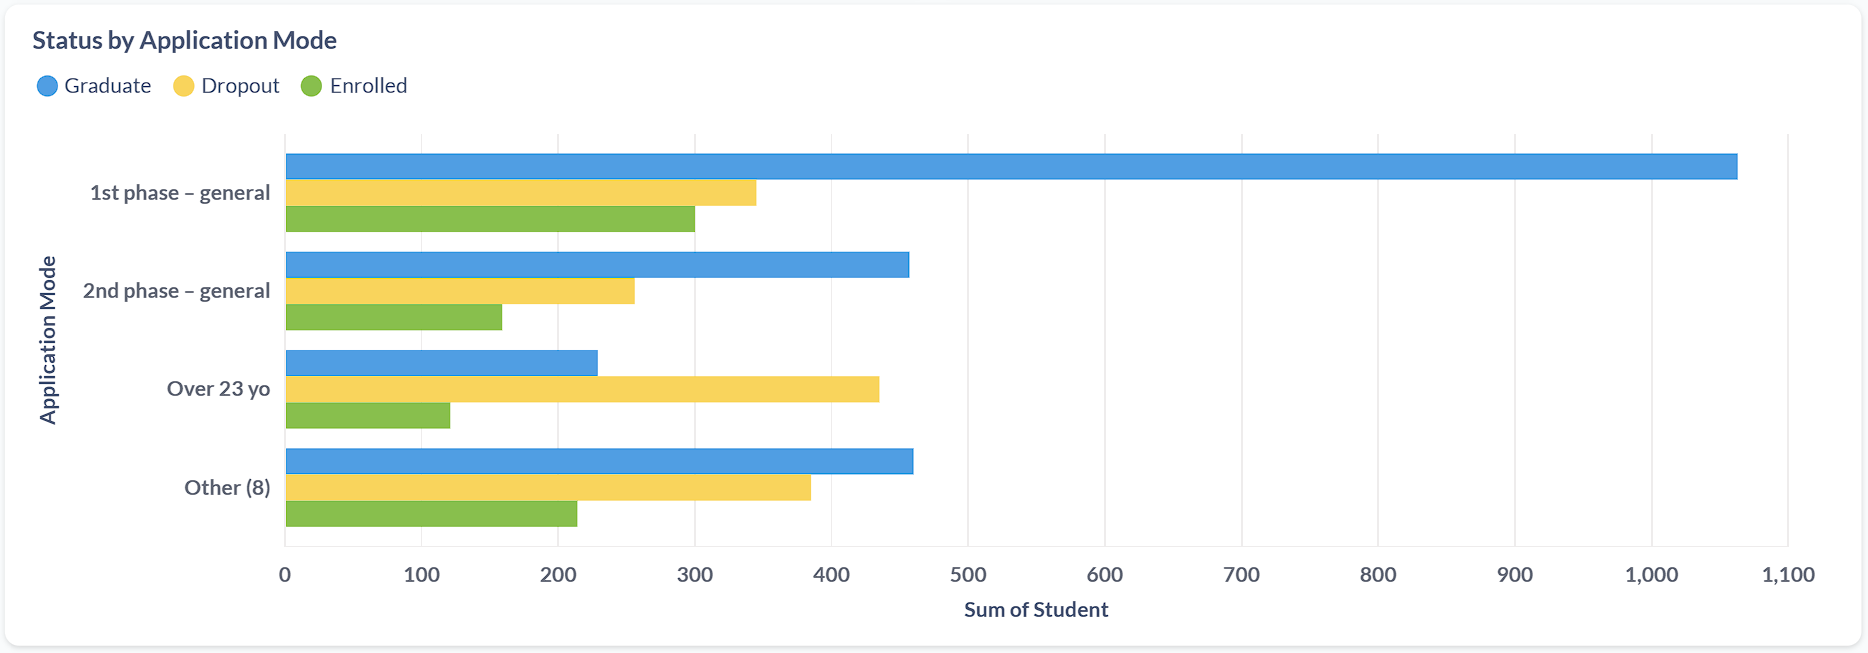 Status by Application Mode
Graduate Dropout Enrolled
Application Mode
1st phase – general
2nd phase – general
Over 23 yo
Other (8)
0 100 200 300 400 500 600 700 800 900 1,000 1,100
Sum of Student